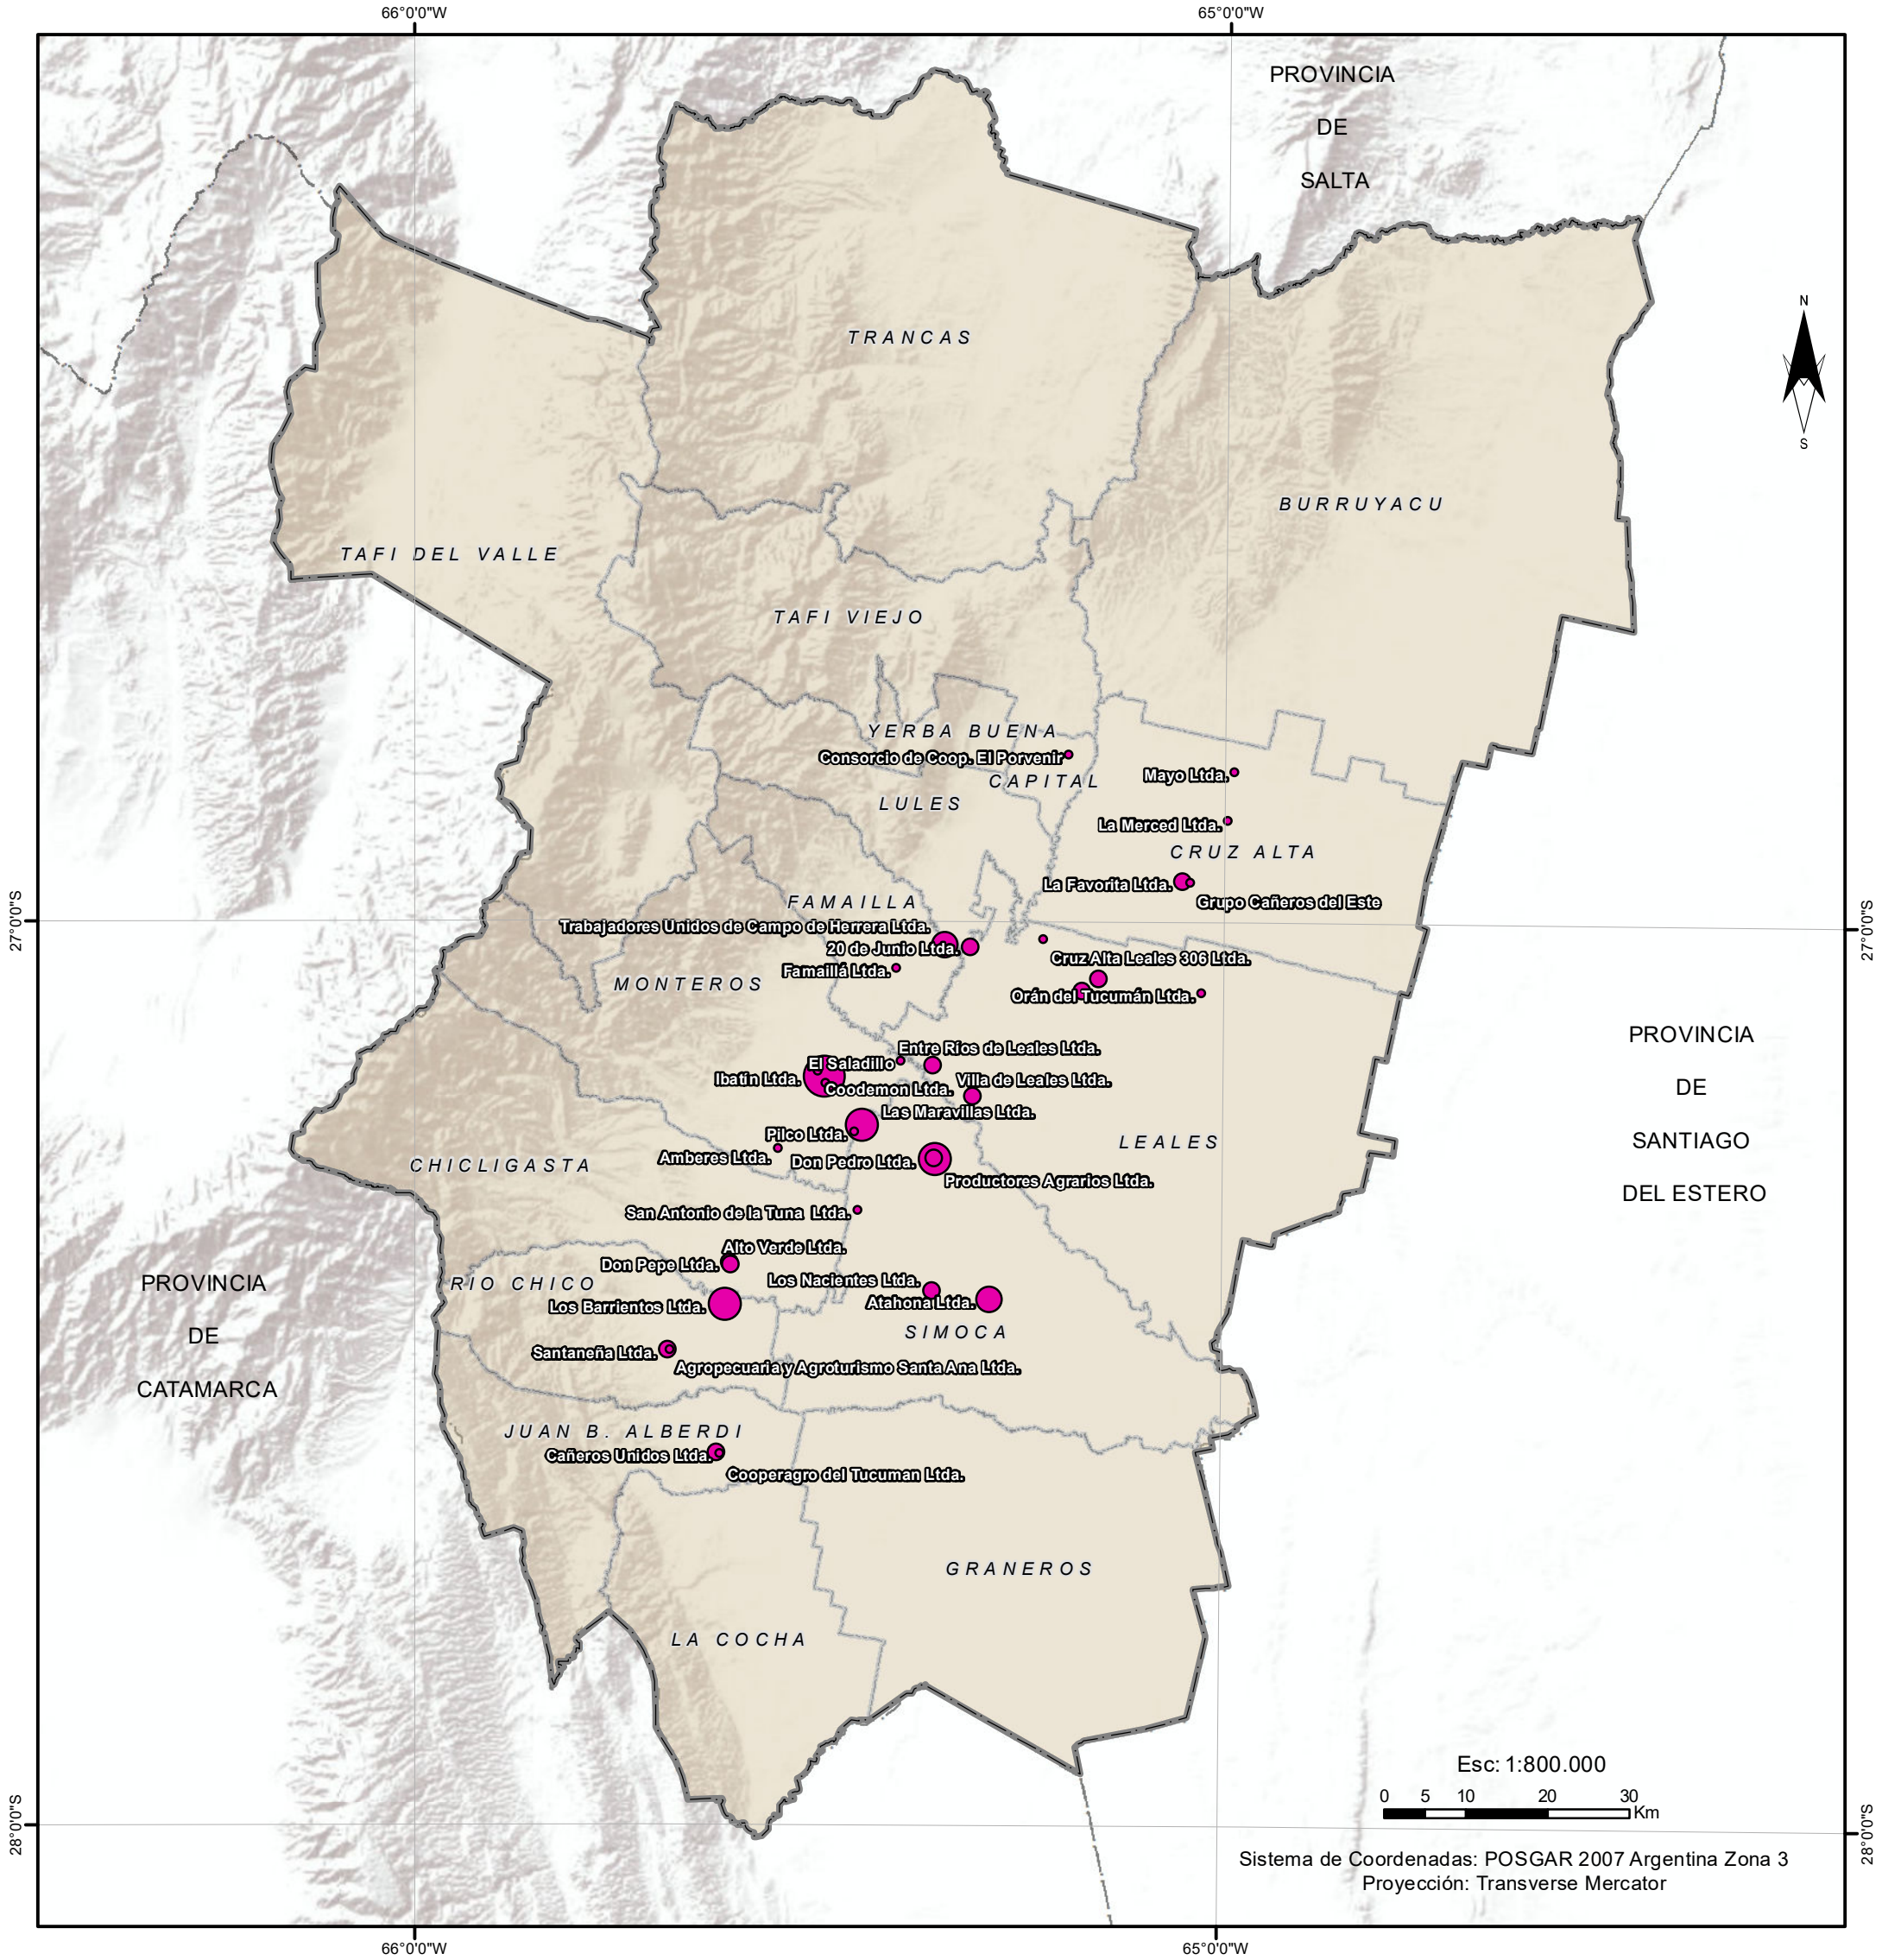 66°0'0"W
65°0'0"W
PROVINCIA
DE
SALTA
N
S
TRANCAS
BURRUYACU
TAFI DEL VALLE
TAFI VIEJO
YERBA BUENA
Consorcio de Coop. El Porvenir
CAPITAL
Mayo Ltda.
LULES
La Merced Ltda.
CRUZ ALTA
La Favorita Ltda.
Grupo Cañeros del Este
FAMAILLA
27°0'0"S
27°0'0"S
Trabajadores Unidos de Campo de Herrera Ltda.
20 de Junio Ltda.
Cruz Alta Leales 306 Ltda.
Famaillá Ltda.
MONTEROS
Orán del Tucumán Ltda.
PROVINCIA
DE
SANTIAGO
DEL ESTERO
Entre Ríos de Leales Ltda.
El Saladillo
Ibatín Ltda.
Villa de Leales Ltda.
Coodemon Ltda.
Las Maravillas Ltda.
Pilco Ltda.
LEALES
Amberes Ltda.
Don Pedro Ltda.
CHICLIGASTA
Productores Agrarios Ltda.
San Antonio de la Tuna Ltda.
Alto Verde Ltda.
Don Pepe Ltda.
Los Nacientes Ltda.
RIO CHICO
PROVINCIA
DE
CATAMARCA
Atahona Ltda.
Los Barrientos Ltda.
SIMOCA
Santaneña Ltda.
Agropecuaria y Agroturismo Santa Ana Ltda.
JUAN B. ALBERDI
Cañeros Unidos Ltda.
Cooperagro del Tucuman Ltda.
GRANEROS
LA COCHA
Esc: 1:800.000
0 5 10 20 30
Km
28°0'0"S
28°0'0"S
Sistema de Coordenadas: POSGAR 2007 Argentina Zona 3
Proyección: Transverse Mercator
66°0'0"W
65°0'0"W